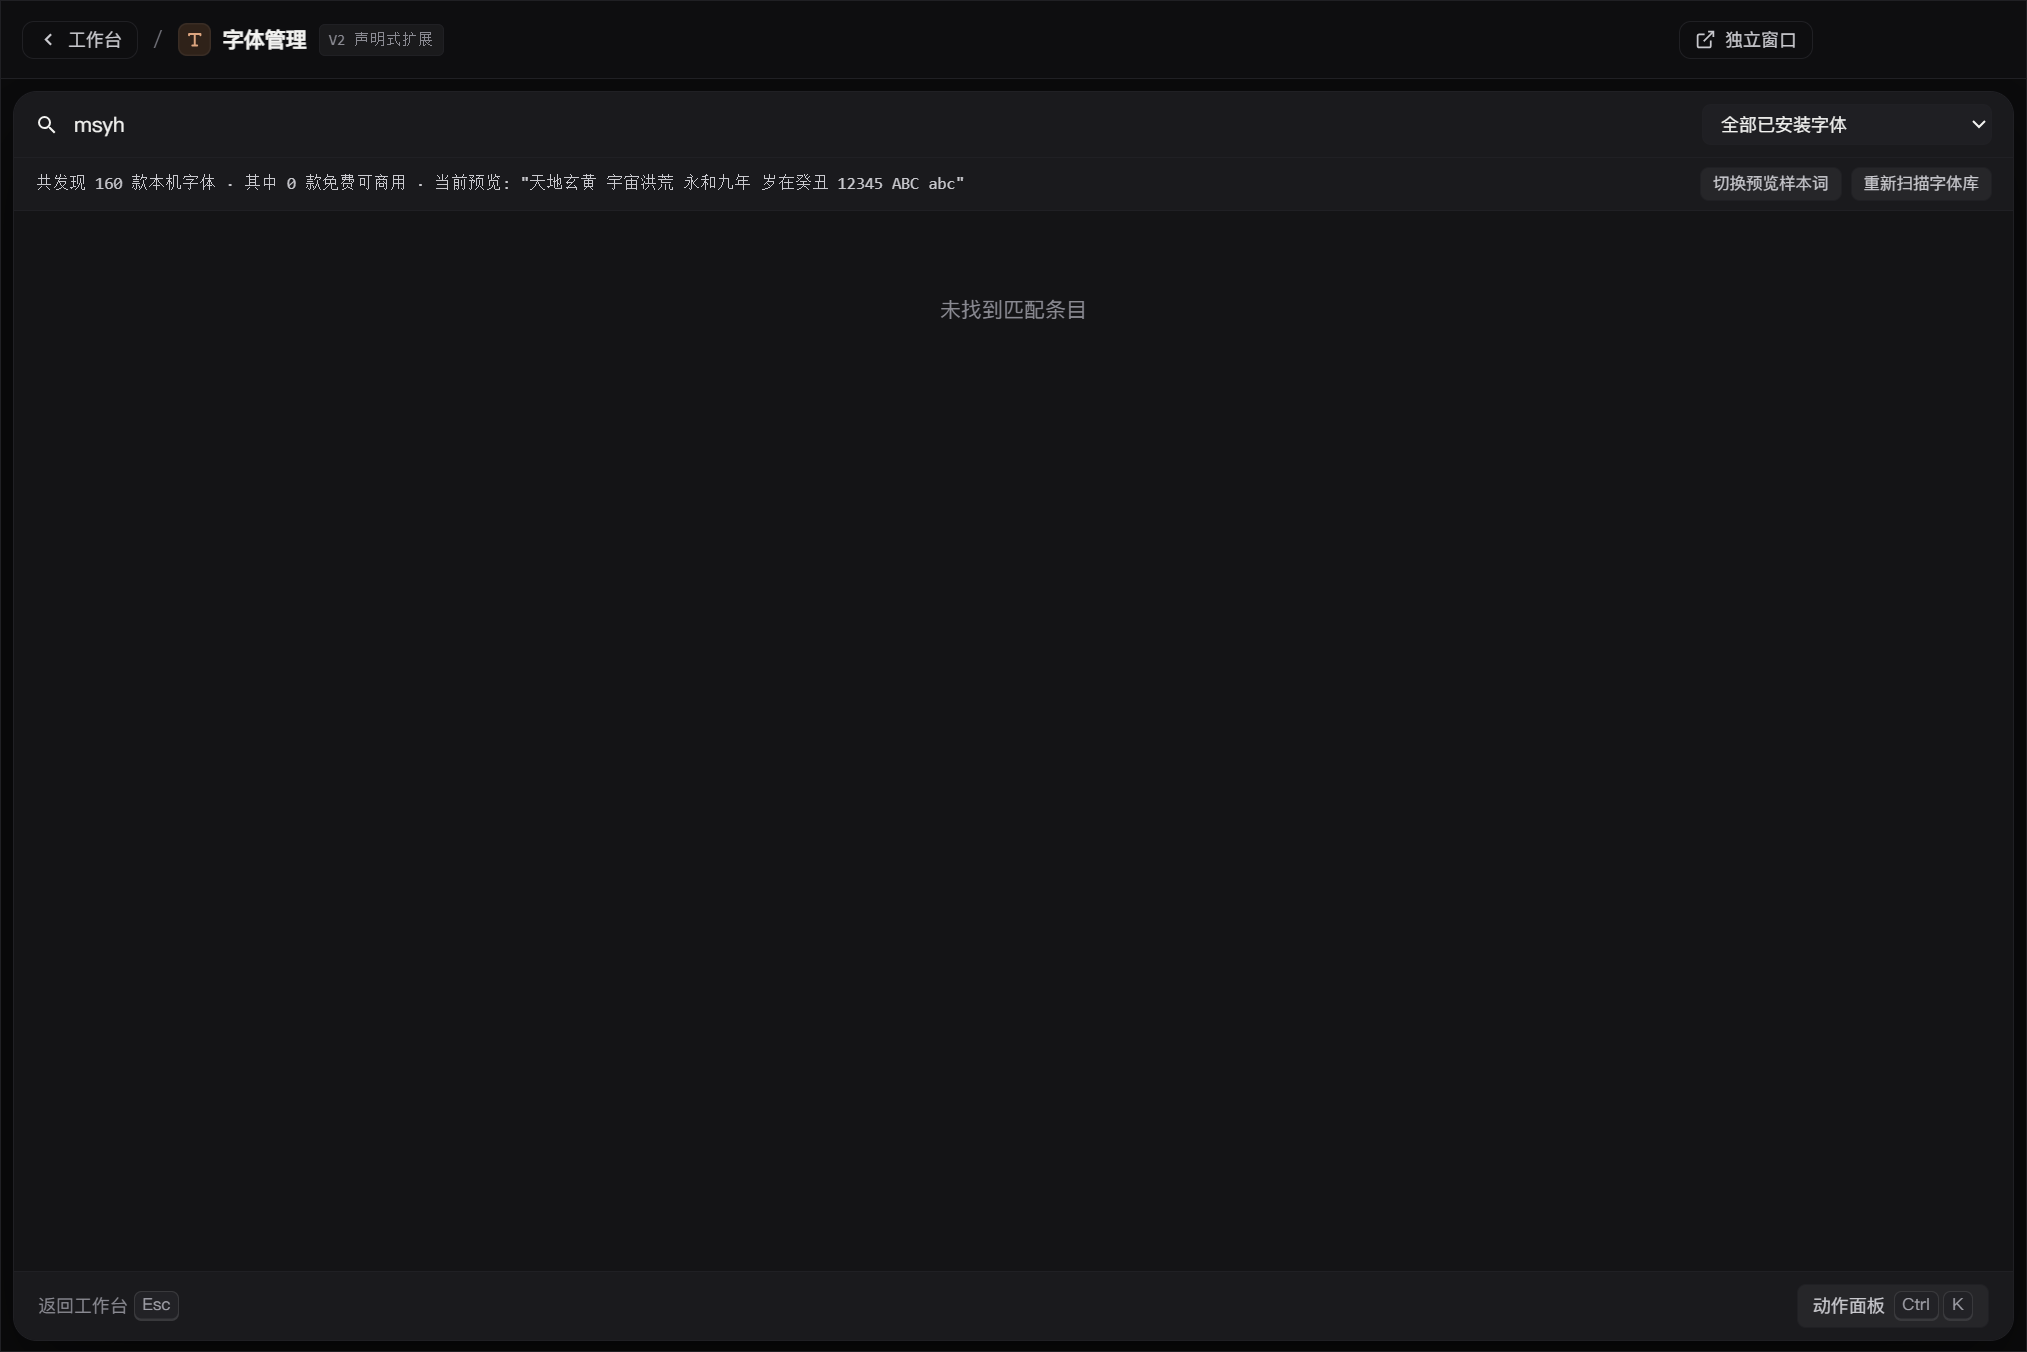 工作台 / T 字体管理 V2 声明式扩展 独立窗口
msyh 全部已安装字体
共发现 160 款本机字体 · 其中 0 款免费可商用 · 当前预览: "天地玄黄 宇宙洪荒 永和九年 岁在癸丑 12345 ABC abc" 切换预览样本词 重新扫描字体库
未找到匹配条目
返回工作台 Esc 动作面板 Ctrl K